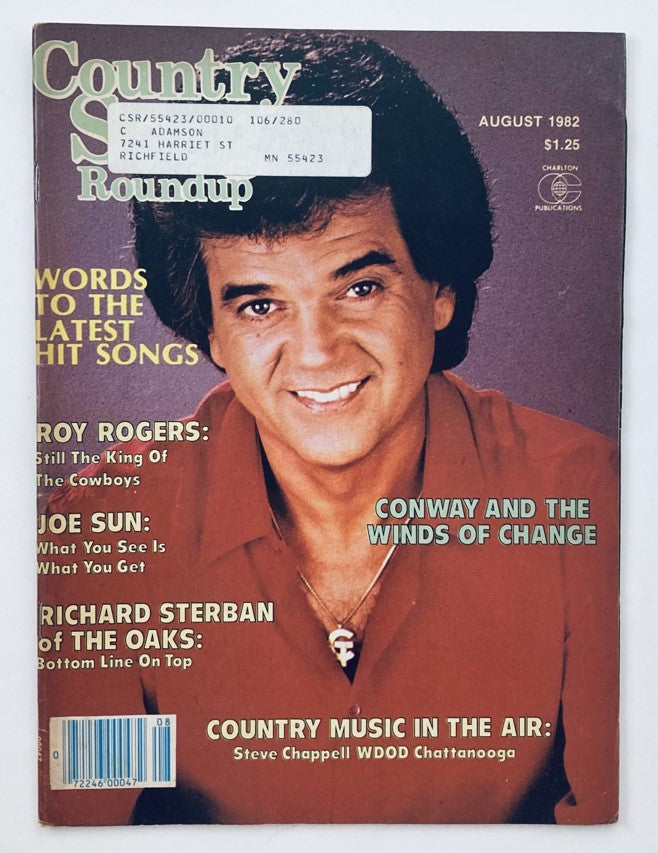 Country
S
Roundup
CSR/55423/00010 106/280
C ADAMSON
7241 HARRIET ST
RICHFIELD MN 55423
AUGUST 1982
$1.25
CHARLTON
PUBLICATIONS
WORDS
TO THE
LATEST
HIT SONGS
ROY ROGERS:
Still The King Of
The Cowboys
JOE SUN:
What You See Is
What You Get
RICHARD STERBAN
of THE OAKS:
Bottom Line On Top
CONWAY AND THE
WINDS OF CHANGE
COUNTRY MUSIC IN THE AIR:
Steve Chappell WDOD Chattanooga
08
0
72246 00047